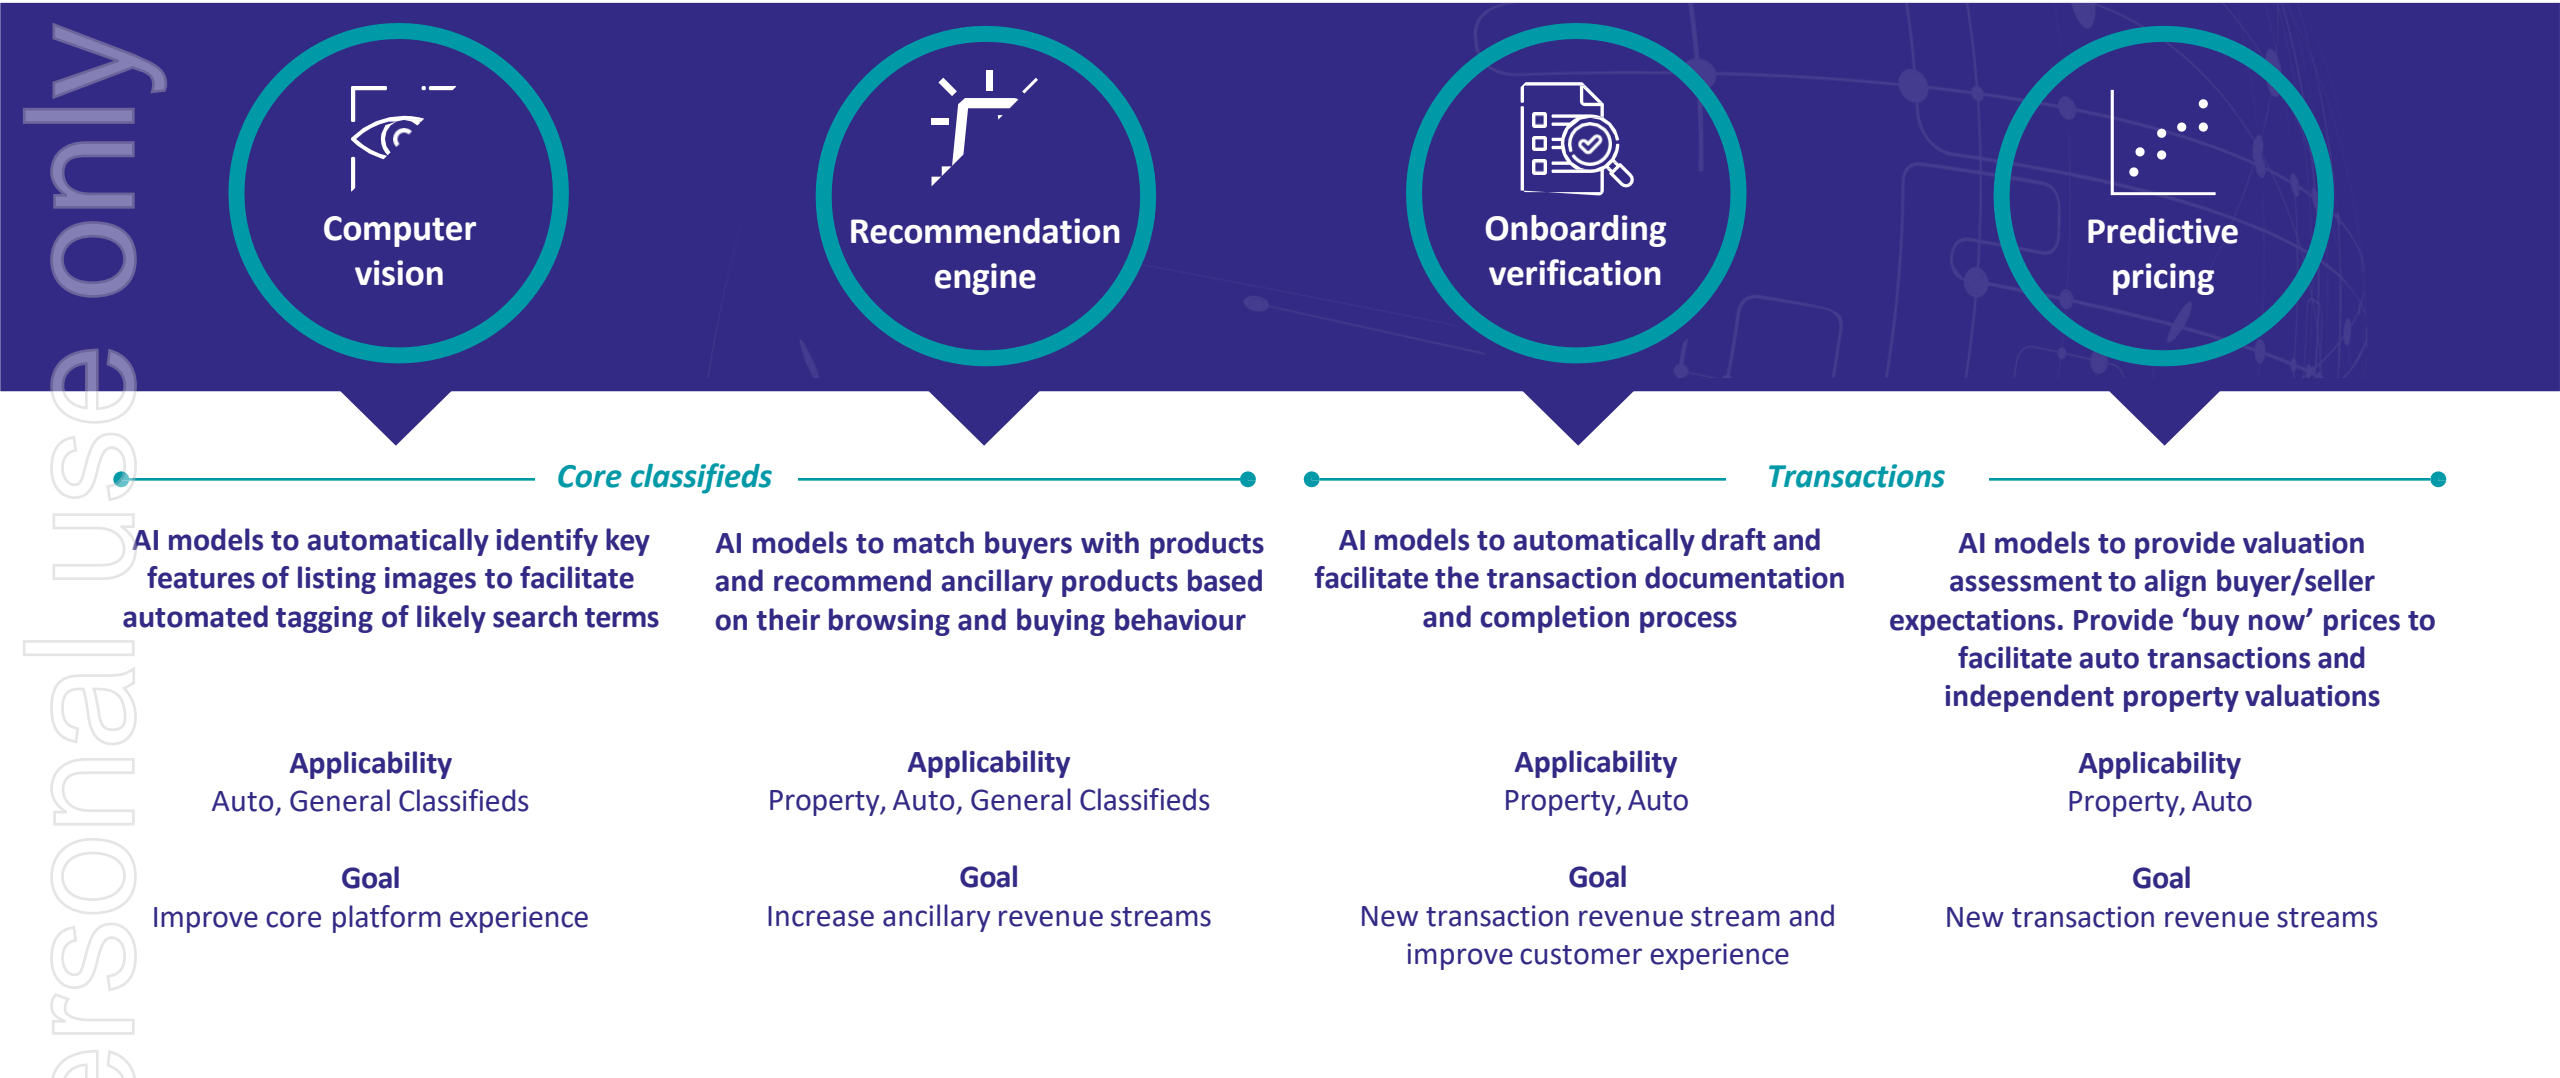 Computer
vision
Recommendation
engine
Onboarding
verification
Predictive
pricing
Core classifieds
Transactions
AI models to automatically identify key
features of listing images to facilitate
automated tagging of likely search terms
Applicability
Auto, General Classifieds
Goal
Improve core platform experience
AI models to match buyers with products
and recommend ancillary products based
on their browsing and buying behaviour
Applicability
Property, Auto, General Classifieds
Goal
Increase ancillary revenue streams
AI models to automatically draft and
facilitate the transaction documentation
and completion process
Applicability
Property, Auto
Goal
New transaction revenue stream and
improve customer experience
AI models to provide valuation
assessment to align buyer/seller
expectations. Provide ‘buy now’ prices to
facilitate auto transactions and
independent property valuations
Applicability
Property, Auto
Goal
New transaction revenue streams
ersonal use only